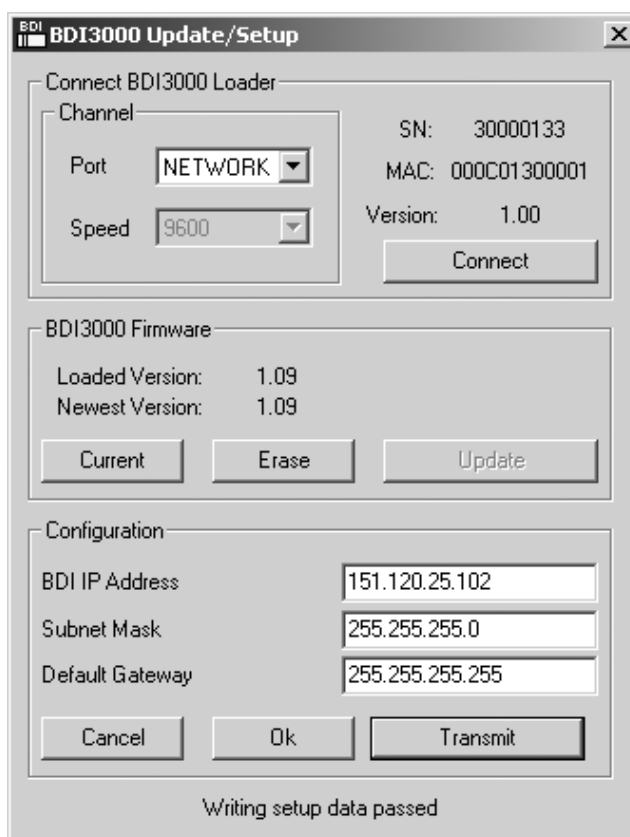 BDI BDI3000 Update/Setup
Connect BDI3000 Loader
Channel
Port NETWORK
Speed 9600
SN: 30000133
MAC: 000C01300001
Version: 1.00
Connect
BDI3000 Firmware
Loaded Version: 1.09
Newest Version: 1.09
Current Erase Update
Configuration
BDI IP Address 151.120.25.102
Subnet Mask 255.255.255.0
Default Gateway 255.255.255.255
Cancel Ok Transmit
Writing setup data passed